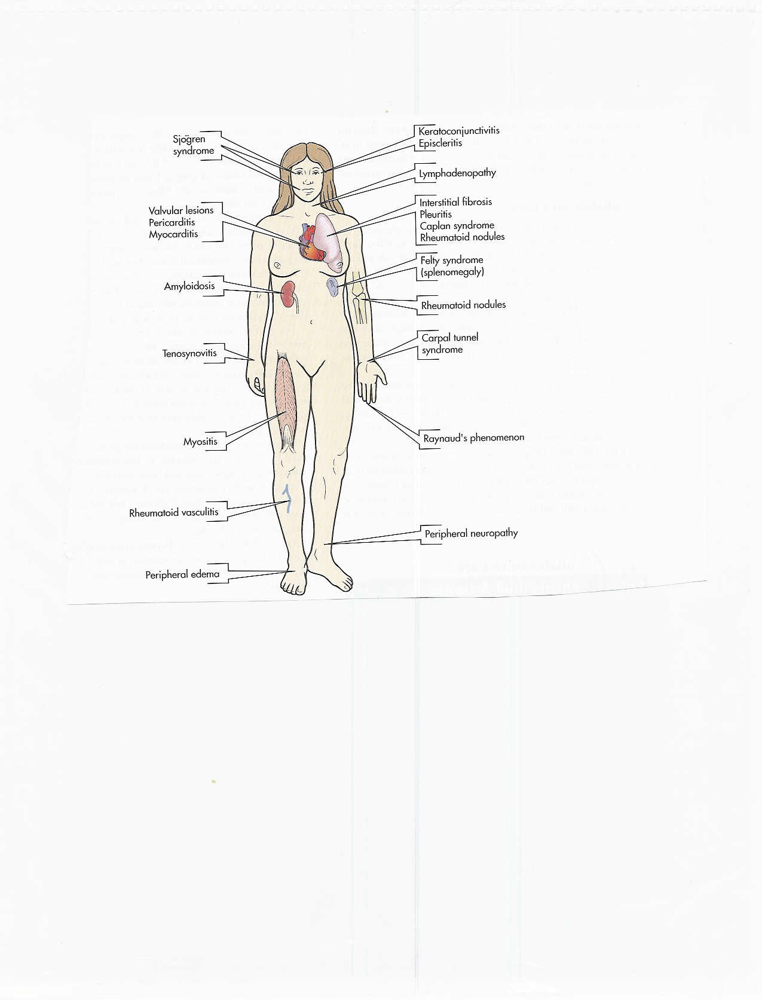 Sjögren
syndrome
Valvular lesions
Pericarditis
Myocarditis
Amyloidosis
Tenosynovitis
Myositis
Rheumatoid vasculitis
Peripheral edema
Keratoconjunctivitis
Episcleritis
Lymphadenopathy
Interstitial fibrosis
Pleuritis
Caplan syndrome
Rheumatoid nodules
Felty syndrome
(splenomegaly)
Rheumatoid nodules
Carpal tunnel
syndrome
Raynaud's phenomenon
Peripheral neuropathy